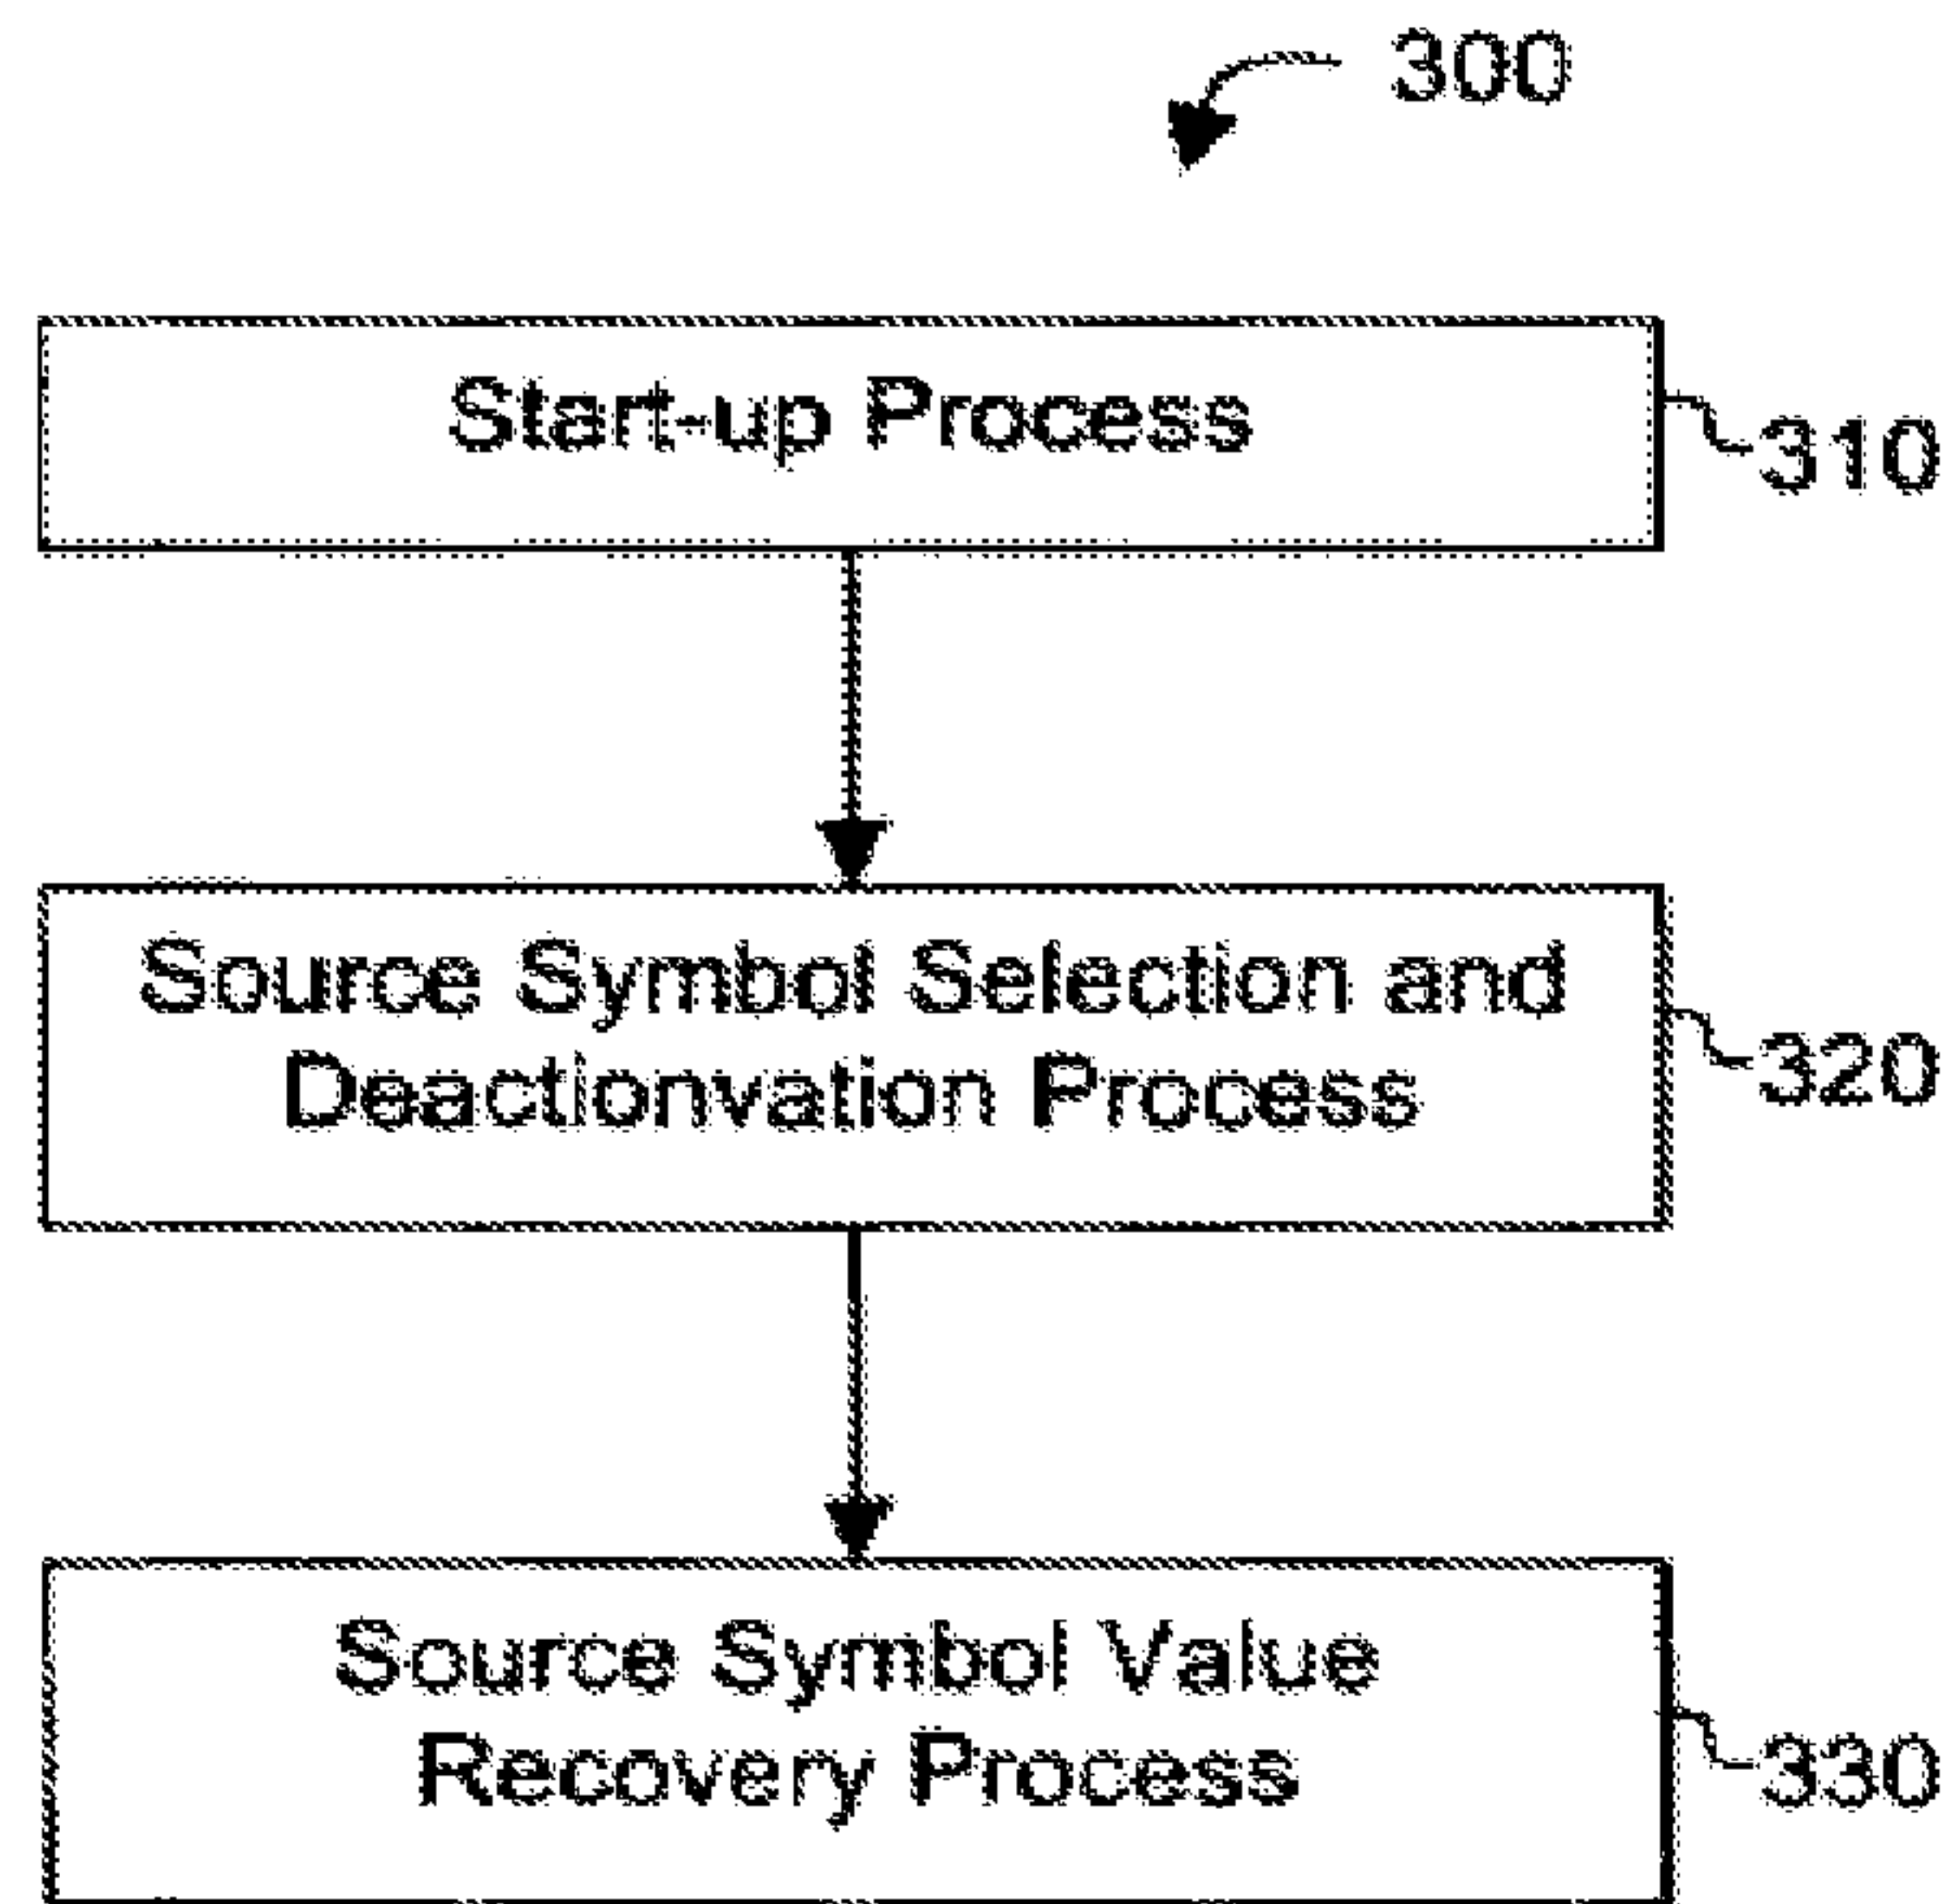 300
Start-up Process
310
Source Symbol Selection and
Deactionvation Process
320
Source Symbol Value
Recovery Process
330